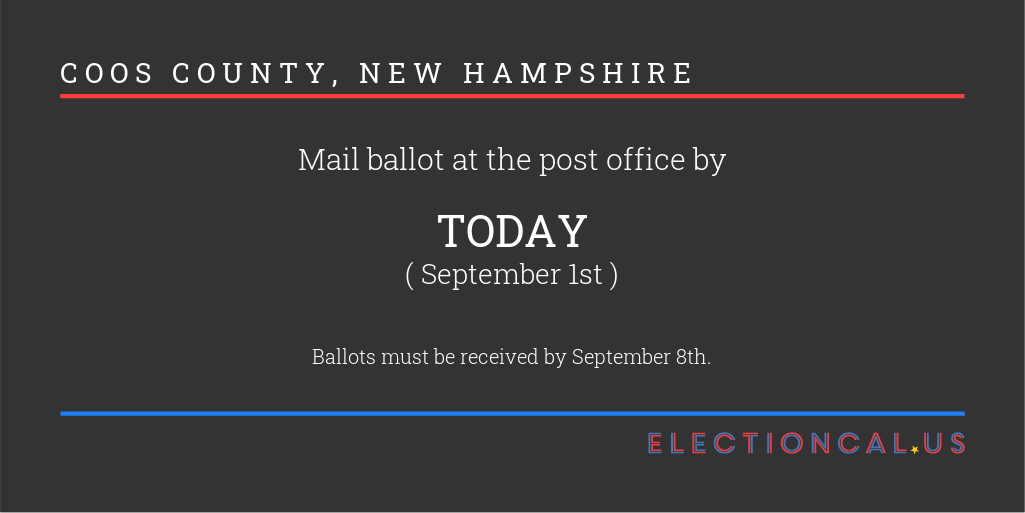 COOS COUNTY, NEW HAMPSHIRE
Mail ballot at the post office by
TODAY
( September 1st )
Ballots must be received by September 8th.
ELECTIONCAL.US